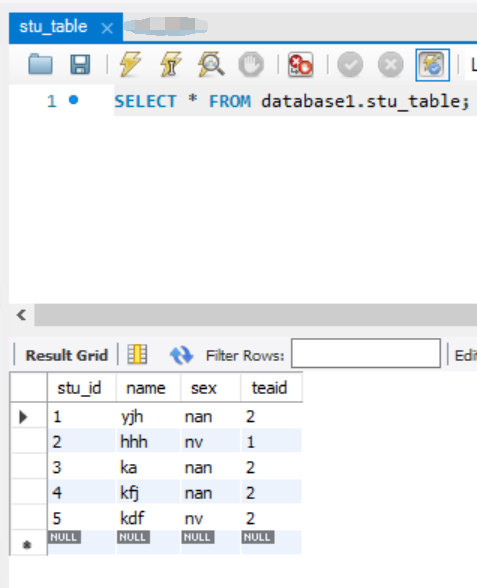 stu_table ×
L
1 SELECT * FROM database1.stu_table;
Result Grid Filter Rows: Edi
stu_id name sex teaid
1 yjh nan 2
2 hhh nv 1
3 ka nan 2
4 kfj nan 2
5 kdf nv 2
NULL NULL NULL NULL